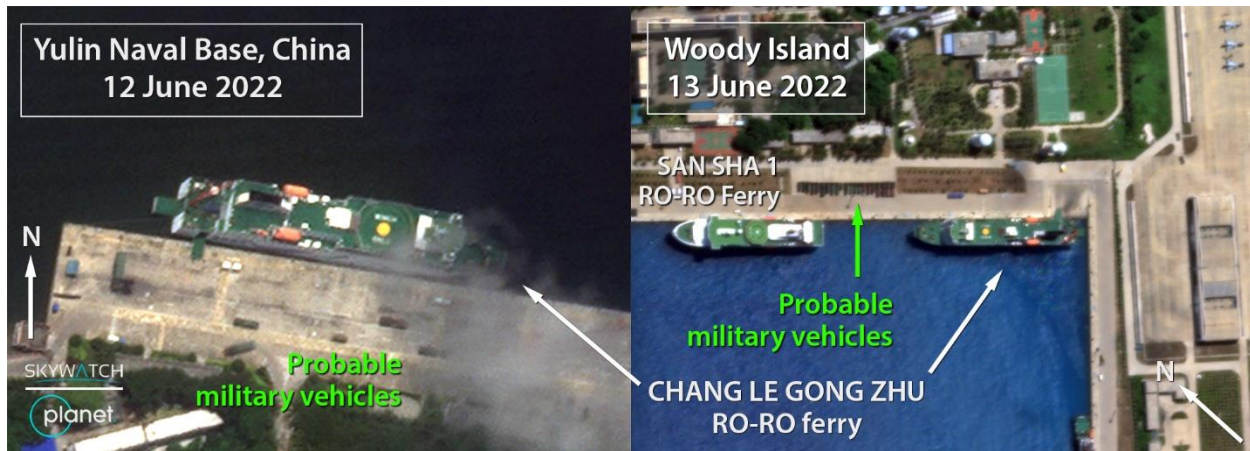 Yulin Naval Base, China
12 June 2022
N
SKYWATCH
planet
Probable
military vehicles
Woody Island
13 June 2022
SAN SHA 1
RO-RO Ferry
Probable
military vehicles
CHANG LE GONG ZHU
RO-RO ferry
N